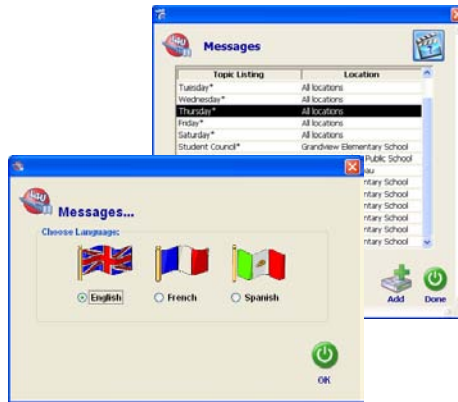 Messages
Topic Listing Location
Tuesday* All locations
Wednesday* All locations
Thursday* All locations
Friday* All locations
Saturday* All locations
Student Council* Grandview Elementary School
Public School
ntary School
ntary School
ntary School
ntary School
ntary School
Add Done
Messages...
Choose Language:
English French Spanish
OK